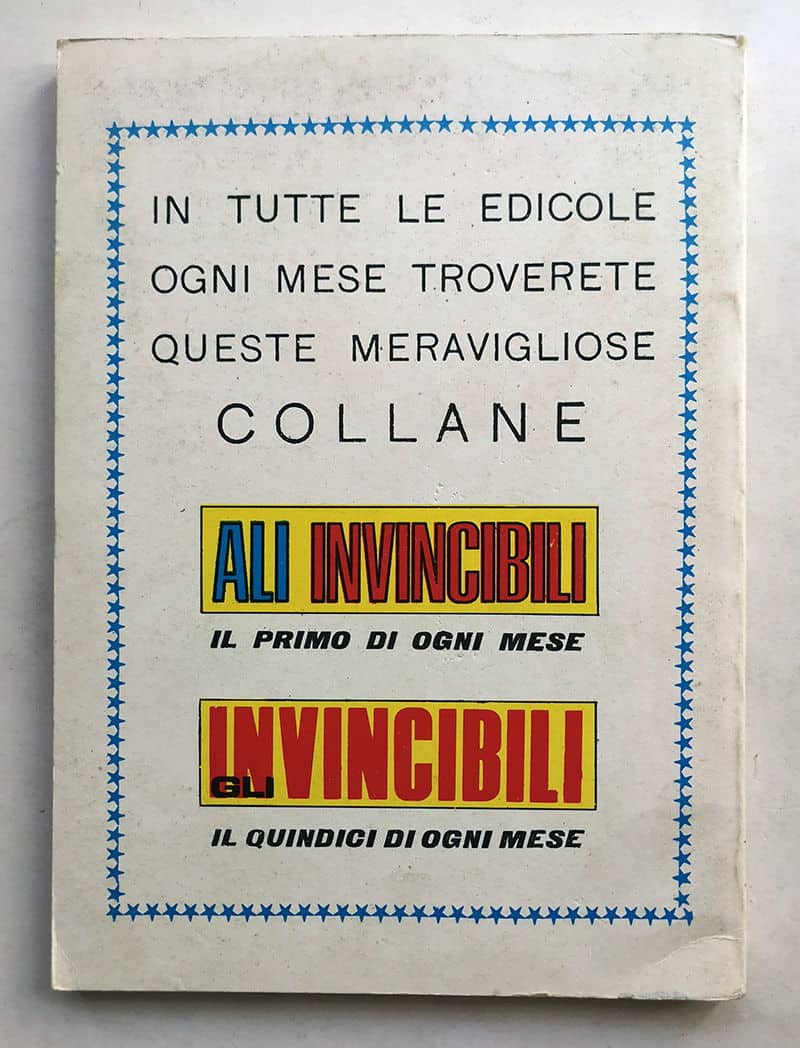 IN TUTTE LE EDICOLE
OGNI MESE TROVERETE
QUESTE MERAVIGLIOSE
COLLANE
ALI INVINCIBILI
IL PRIMO DI OGNI MESE
GLI INVINCIBILI
IL QUINDICI DI OGNI MESE